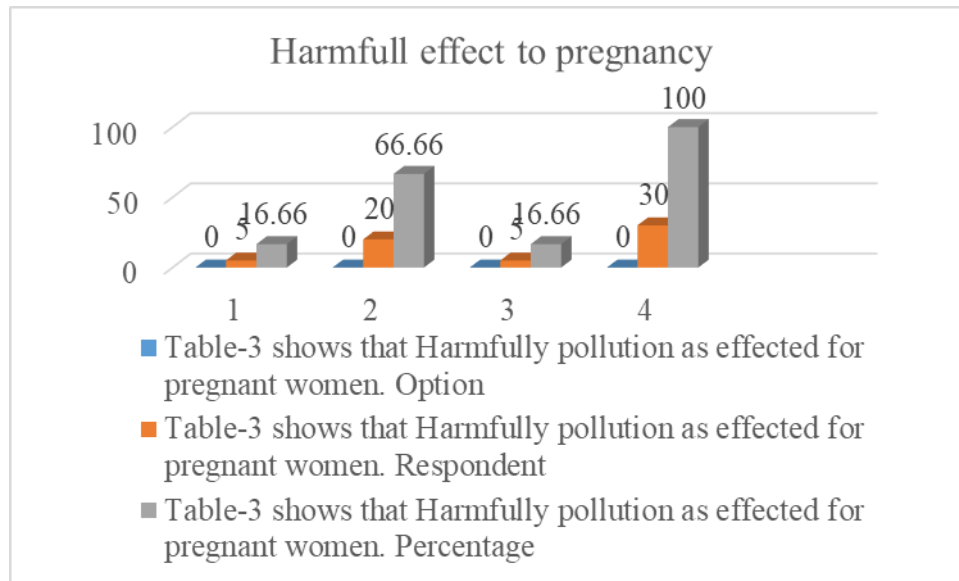 Harmfull effect to pregnancy
100
66.66
100
50
16.66
20
16.66
30
0 5
0
0 5
0
0
1 2 3 4
Table-3 shows that Harmfully pollution as effected for
pregnant women. Option
Table-3 shows that Harmfully pollution as effected for
pregnant women. Respondent
Table-3 shows that Harmfully pollution as effected for
pregnant women. Percentage